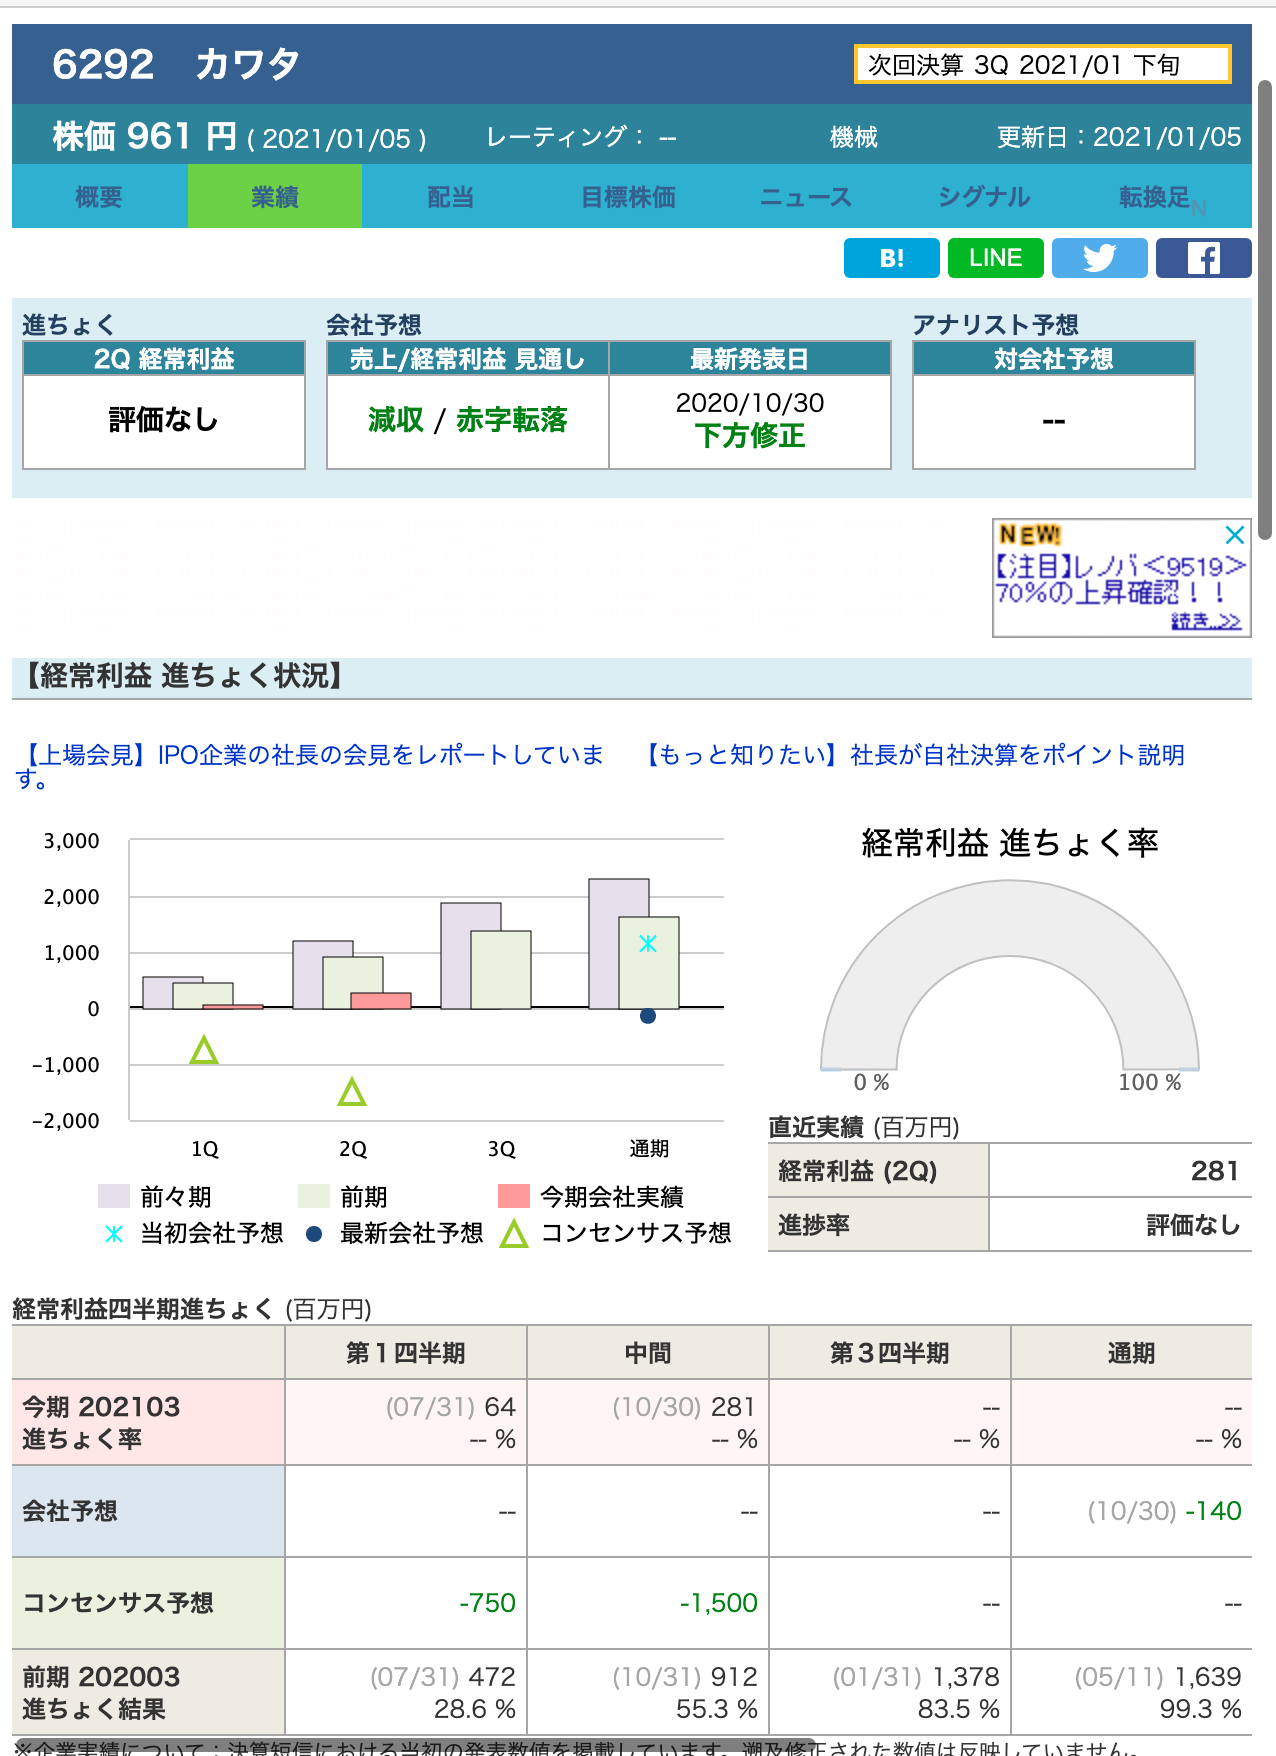 6292　カワタ
次回決算 3Q 2021/01 下旬
株価 961 円 ( 2021/01/05 )
レーティング： --
機械
更新日：2021/01/05
概要
業績
配当
目標株価
ニュース
シグナル
転換足
N
B!
LINE
進ちょく
会社予想
アナリスト予想
2Q 経常利益
売上/経常利益 見通し
最新発表日
対会社予想
評価なし
減収 / 赤字転落
2020/10/30
下方修正
--
NEW!
【注目】レノバ<9519>
70%の上昇確認！！
続き..>>
【経常利益 進ちょく状況】
【上場会見】IPO企業の社長の会見をレポートしています。
【もっと知りたい】社長が自社決算をポイント説明
3,000
2,000
1,000
0
-1,000
-2,000
1Q
2Q
3Q
通期
前々期
前期
今期会社実績
当初会社予想
最新会社予想
コンセンサス予想
経常利益 進ちょく率
0 %
100 %
直近実績 (百万円)
経常利益 (2Q)
281
進捗率
評価なし
経常利益四半期進ちょく (百万円)
第１四半期
中間
第３四半期
通期
今期 202103
進ちょく率
(07/31) 64
-- %
(10/30) 281
-- %
--
-- %
--
-- %
会社予想
--
--
--
(10/30) -140
コンセンサス予想
-750
-1,500
--
--
前期 202003
進ちょく結果
(07/31) 472
28.6 %
(10/31) 912
55.3 %
(01/31) 1,378
83.5 %
(05/11) 1,639
99.3 %
※企業実績について：決算短信における当初の発表数値を掲載しています。遡及修正された数値は反映していません。